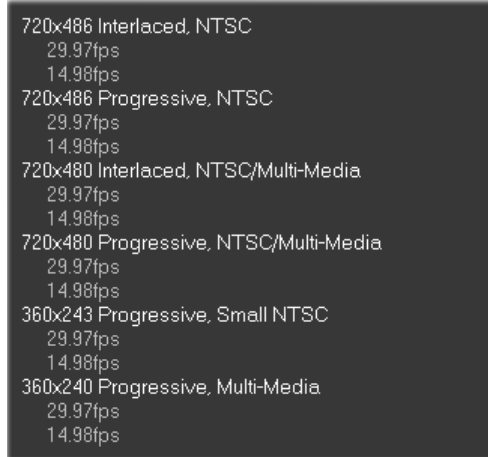 720x486 Interlaced, NTSC
29.97fps
14.98fps
720x486 Progressive, NTSC
29.97fps
14.98fps
720x480 Interlaced, NTSC/Multi-Media
29.97fps
14.98fps
720x480 Progressive, NTSC/Multi-Media
29.97fps
14.98fps
360x243 Progressive, Small NTSC
29.97fps
14.98fps
360x240 Progressive, Multi-Media
29.97fps
14.98fps